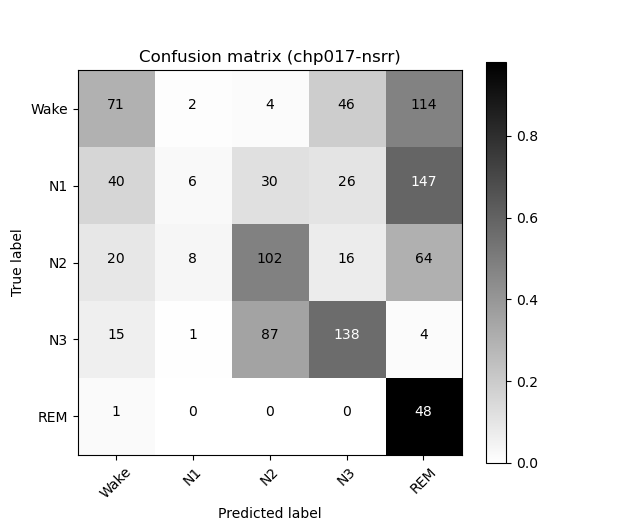 Confusion matrix (chp017-nsrr)
Wake 71 2 4 46 114
N1 40 6 30 26 147
N2 20 8 102 16 64
N3 15 1 87 138 4
REM 1 0 0 0 48
Wake N1 N2 N3 REM
Predicted label
True label
0.8
0.6
0.4
0.2
0.0